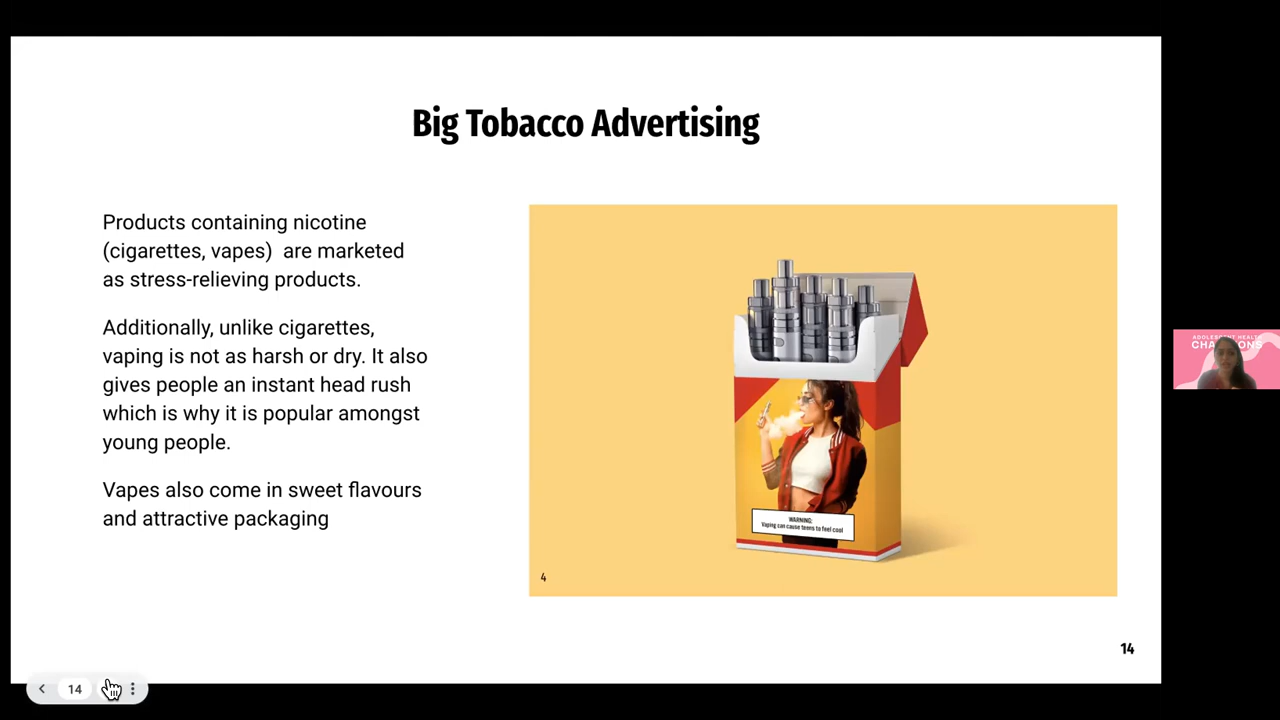 Big Tobacco Advertising
Products containing nicotine
(cigarettes, vapes)  are marketed
as stress-relieving products.
Additionally, unlike cigarettes,
vaping is not as harsh or dry. It also
gives people an instant head rush
which is why it is popular amongst
young people.
Vapes also come in sweet flavours
and attractive packaging
WARNING:
Vaping can cause teens to feel cool
4
14
14